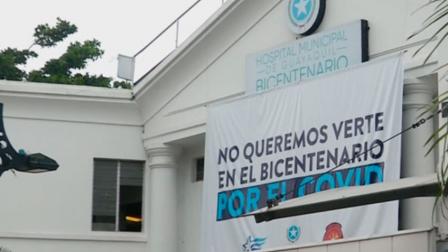 HOSPITAL MUNICIPAL
DE GUAYAQUIL
BICENTENARIO
NO QUEREMOS VERTE
EN EL BICENTENARIO
POR EL COVID